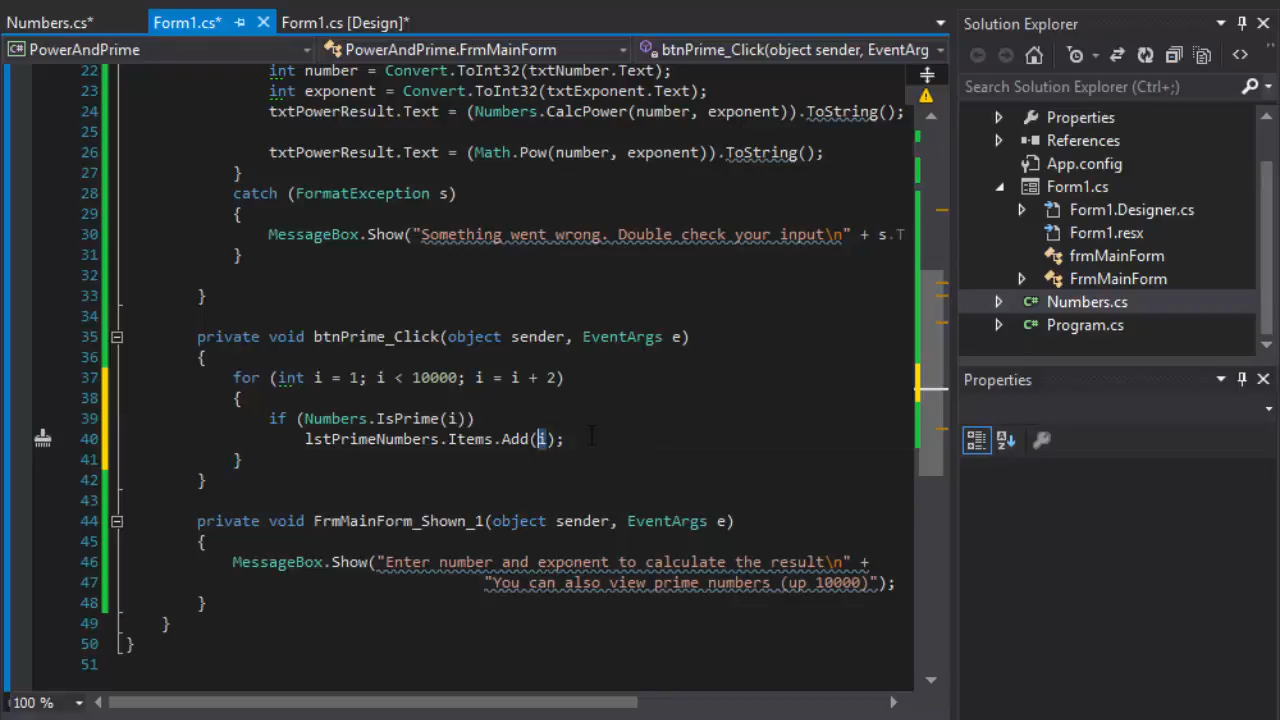 Numbers.cs* Form1.cs* Form1.cs [Design]*
PowerAndPrime PowerAndPrime.FrmMainForm btnPrime_Click(object sender, EventArg
22 int number = Convert.ToInt32(txtNumber.Text);
23 int exponent = Convert.ToInt32(txtExponent.Text);
24 txtPowerResult.Text = (Numbers.CalcPower(number, exponent)).ToString();
25
26 txtPowerResult.Text = (Math.Pow(number, exponent)).ToString();
27 }
28 catch (FormatException s)
29 {
30 MessageBox.Show("Something went wrong. Double check your input\n" + s.T
31 }
32
33 }
34
35 private void btnPrime_Click(object sender, EventArgs e)
36 {
37 for (int i = 1; i < 10000; i = i + 2)
38 {
39 if (Numbers.IsPrime(i))
40 lstPrimeNumbers.Items.Add(i);
41 }
42 }
43
44 private void FrmMainForm_Shown_1(object sender, EventArgs e)
45 {
46 MessageBox.Show("Enter number and exponent to calculate the result\n" +
47 "You can also view prime numbers (up 10000)");
48 }
49 }
50 }
51
100 %
Solution Explorer
Search Solution Explorer (Ctrl+;)
Properties
References
App.config
Form1.cs
Form1.Designer.cs
Form1.resx
frmMainForm
FrmMainForm
Numbers.cs
Program.cs
Properties